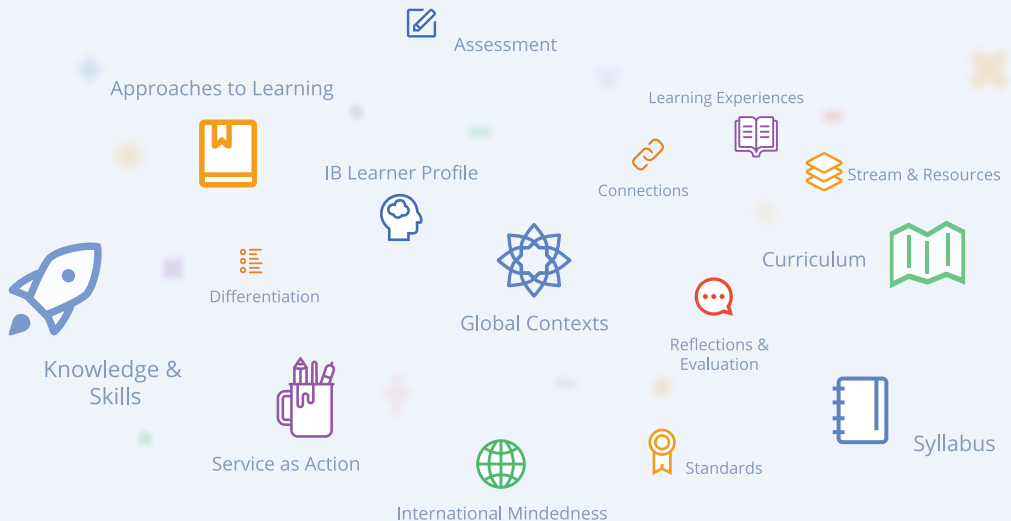 Assessment
Approaches to Learning
Learning Experiences
IB Learner Profile
Connections
Stream & Resources
Curriculum
Differentiation
Global Contexts
Reflections &
Evaluation
Knowledge &
Skills
Syllabus
Service as Action
Standards
International Mindedness